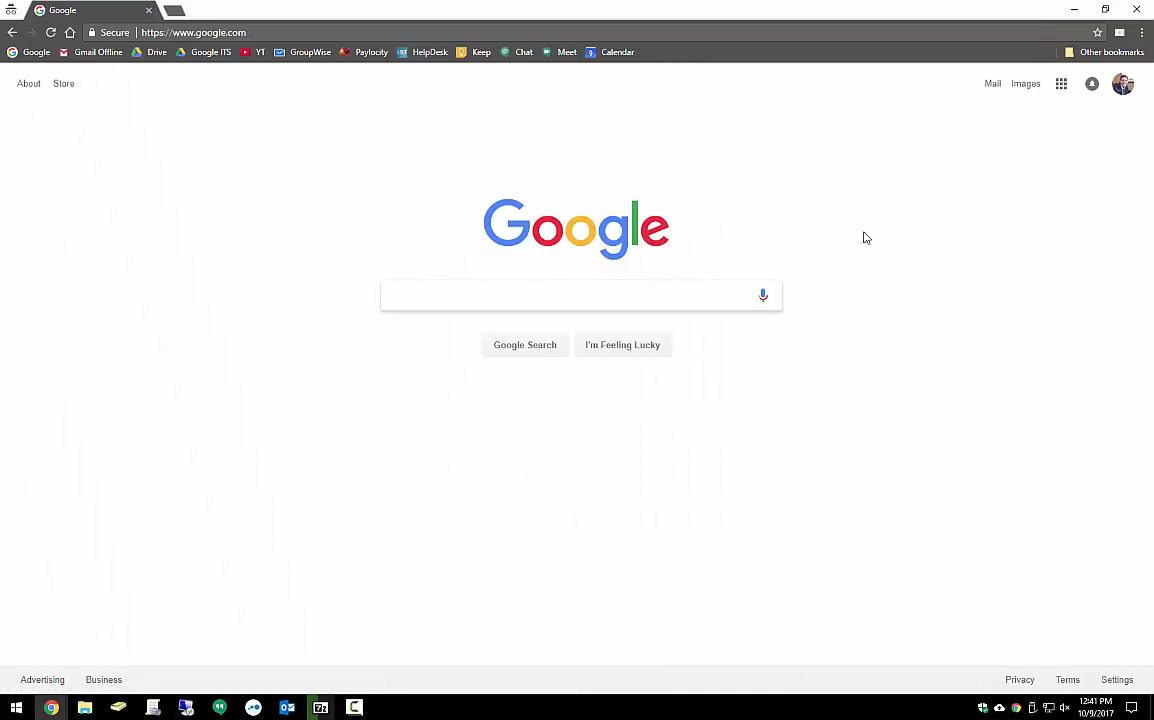 Google
Secure https://www.google.com
Google Gmail Offline Drive Google ITS YT GroupWise Paylocity HelpDesk Keep Chat Meet Calendar Other bookmarks
About Store Mail Images
Google
Google Search I'm Feeling Lucky
Advertising Business Privacy Terms Settings
12:41 PM
10/9/2017